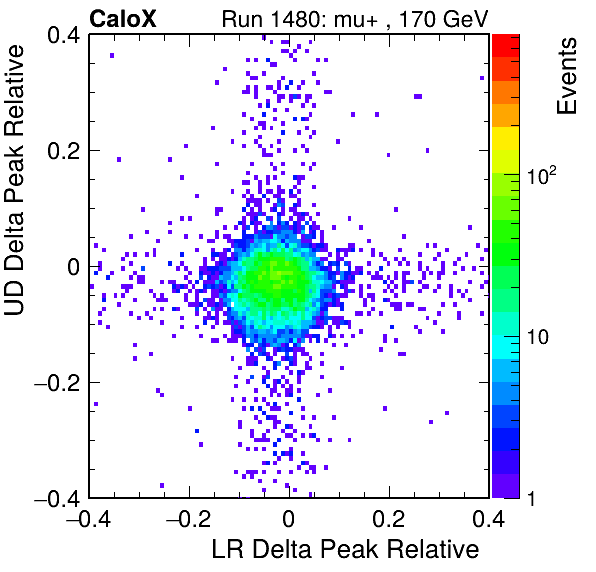 CaloX Run 1480: mu+ , 170 GeV
Events
UD Delta Peak Relative
0.4
0.2
0
−0.2
−0.4
−0.4 −0.2 0 0.2 0.4
LR Delta Peak Relative
10²
10
1